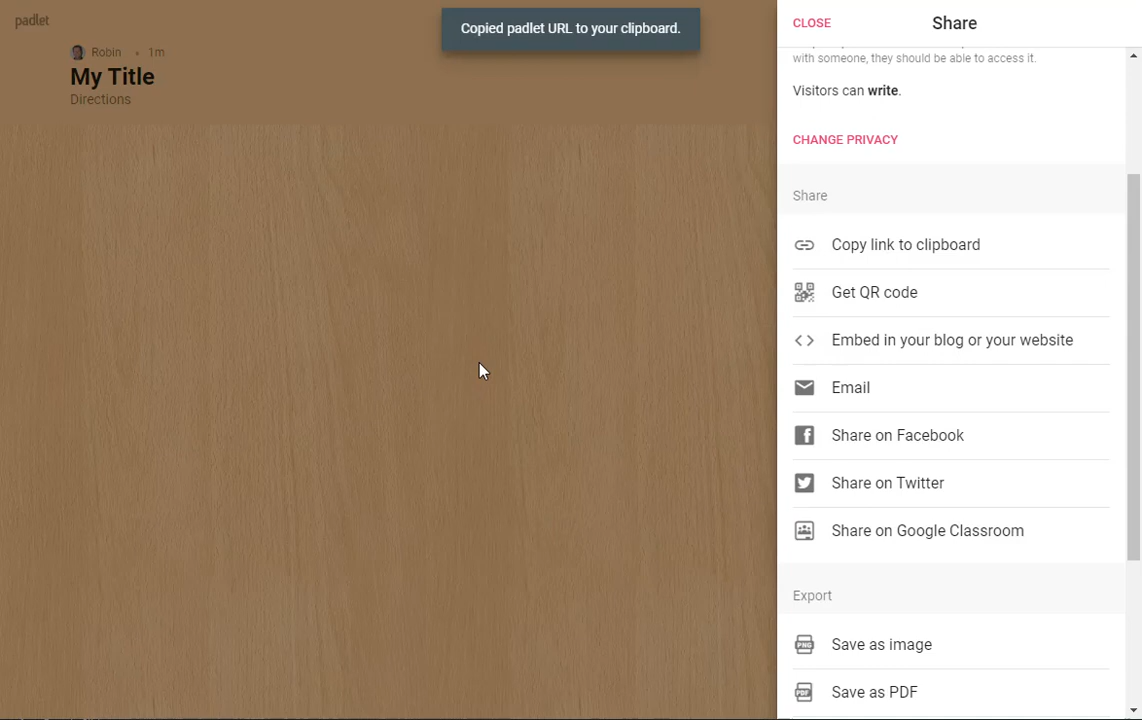 padlet
Copied padlet URL to your clipboard.
Robin • 1m
My Title
Directions
CLOSE
Share
with someone, they should be able to access it.
Visitors can write.
CHANGE PRIVACY
Share
Copy link to clipboard
Get QR code
Embed in your blog or your website
Email
Share on Facebook
Share on Twitter
Share on Google Classroom
Export
Save as image
Save as PDF